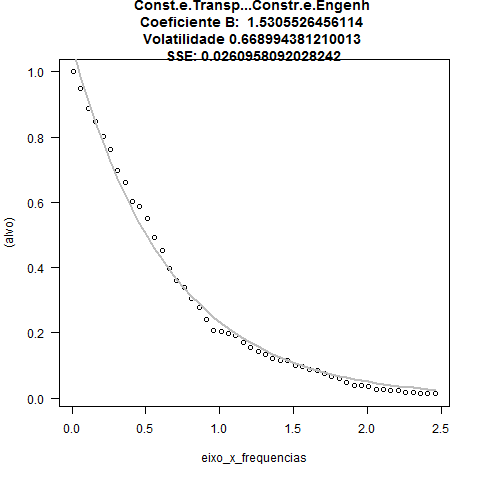 Const.e.Transp...Constr.e.Engenh
Coeficiente B:  1.5305526456114
Volatilidade 0.668994381210013
SSE: 0.0260958092028242
1.0
0.8
0.6
0.4
0.2
0.0
(alvo)
0.0 0.5 1.0 1.5 2.0 2.5
eixo_x_frequencias